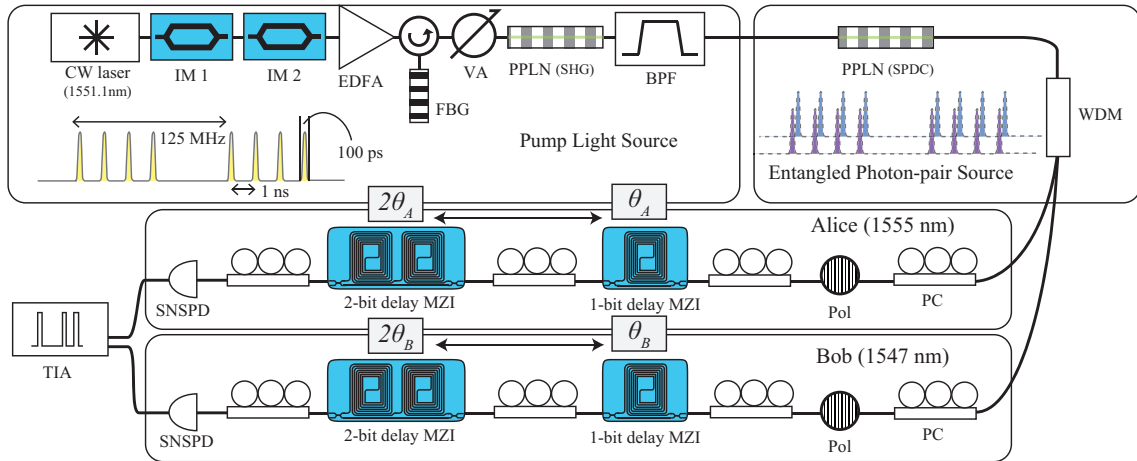 CW laser
(1551.1nm)
IM 1
IM 2
EDFA
FBG
VA
PPLN (SHG)
BPF
PPLN (SPDC)
WDM
125 MHz
100 ps
1 ns
Pump Light Source
Entangled Photon-pair Source
2θA
θA
Alice (1555 nm)
SNSPD
2-bit delay MZI
1-bit delay MZI
Pol
PC
TIA
2θB
θB
Bob (1547 nm)
SNSPD
2-bit delay MZI
1-bit delay MZI
Pol
PC